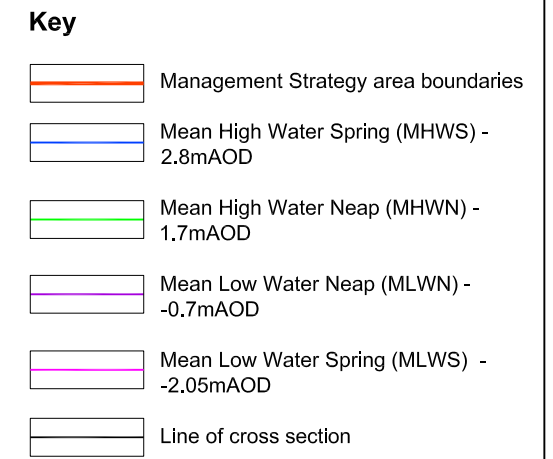 Key
Management Strategy area boundaries
Mean High Water Spring (MHWS) -
2.8mAOD
Mean High Water Neap (MHWN) -
1.7mAOD
Mean Low Water Neap (MLWN) -
-0.7mAOD
Mean Low Water Spring (MLWS) -
-2.05mAOD
Line of cross section